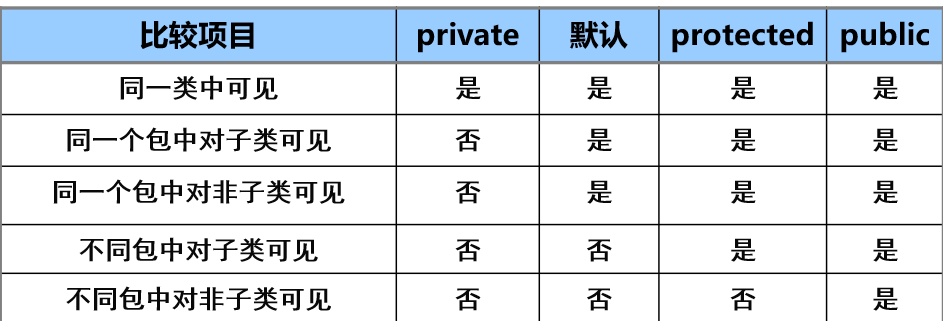 比较项目 private 默认 protected public
同一类中可见 是 是 是 是
同一个包中对子类可见 否 是 是 是
同一个包中对非子类可见 否 是 是 是
不同包中对子类可见 否 否 是 是
不同包中对非子类可见 否 否 否 是